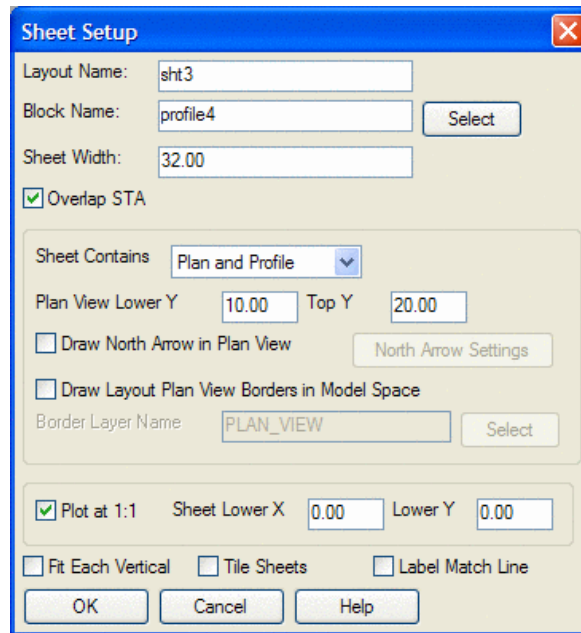 Sheet Setup
Layout Name: sht3
Block Name: profile4 Select
Sheet Width: 32.00
Overlap STA
Sheet Contains Plan and Profile
Plan View Lower Y 10.00 Top Y 20.00
Draw North Arrow in Plan View North Arrow Settings
Draw Layout Plan View Borders in Model Space
Border Layer Name PLAN_VIEW Select
Plot at 1:1 Sheet Lower X 0.00 Lower Y 0.00
Fit Each Vertical Tile Sheets Label Match Line
OK Cancel Help